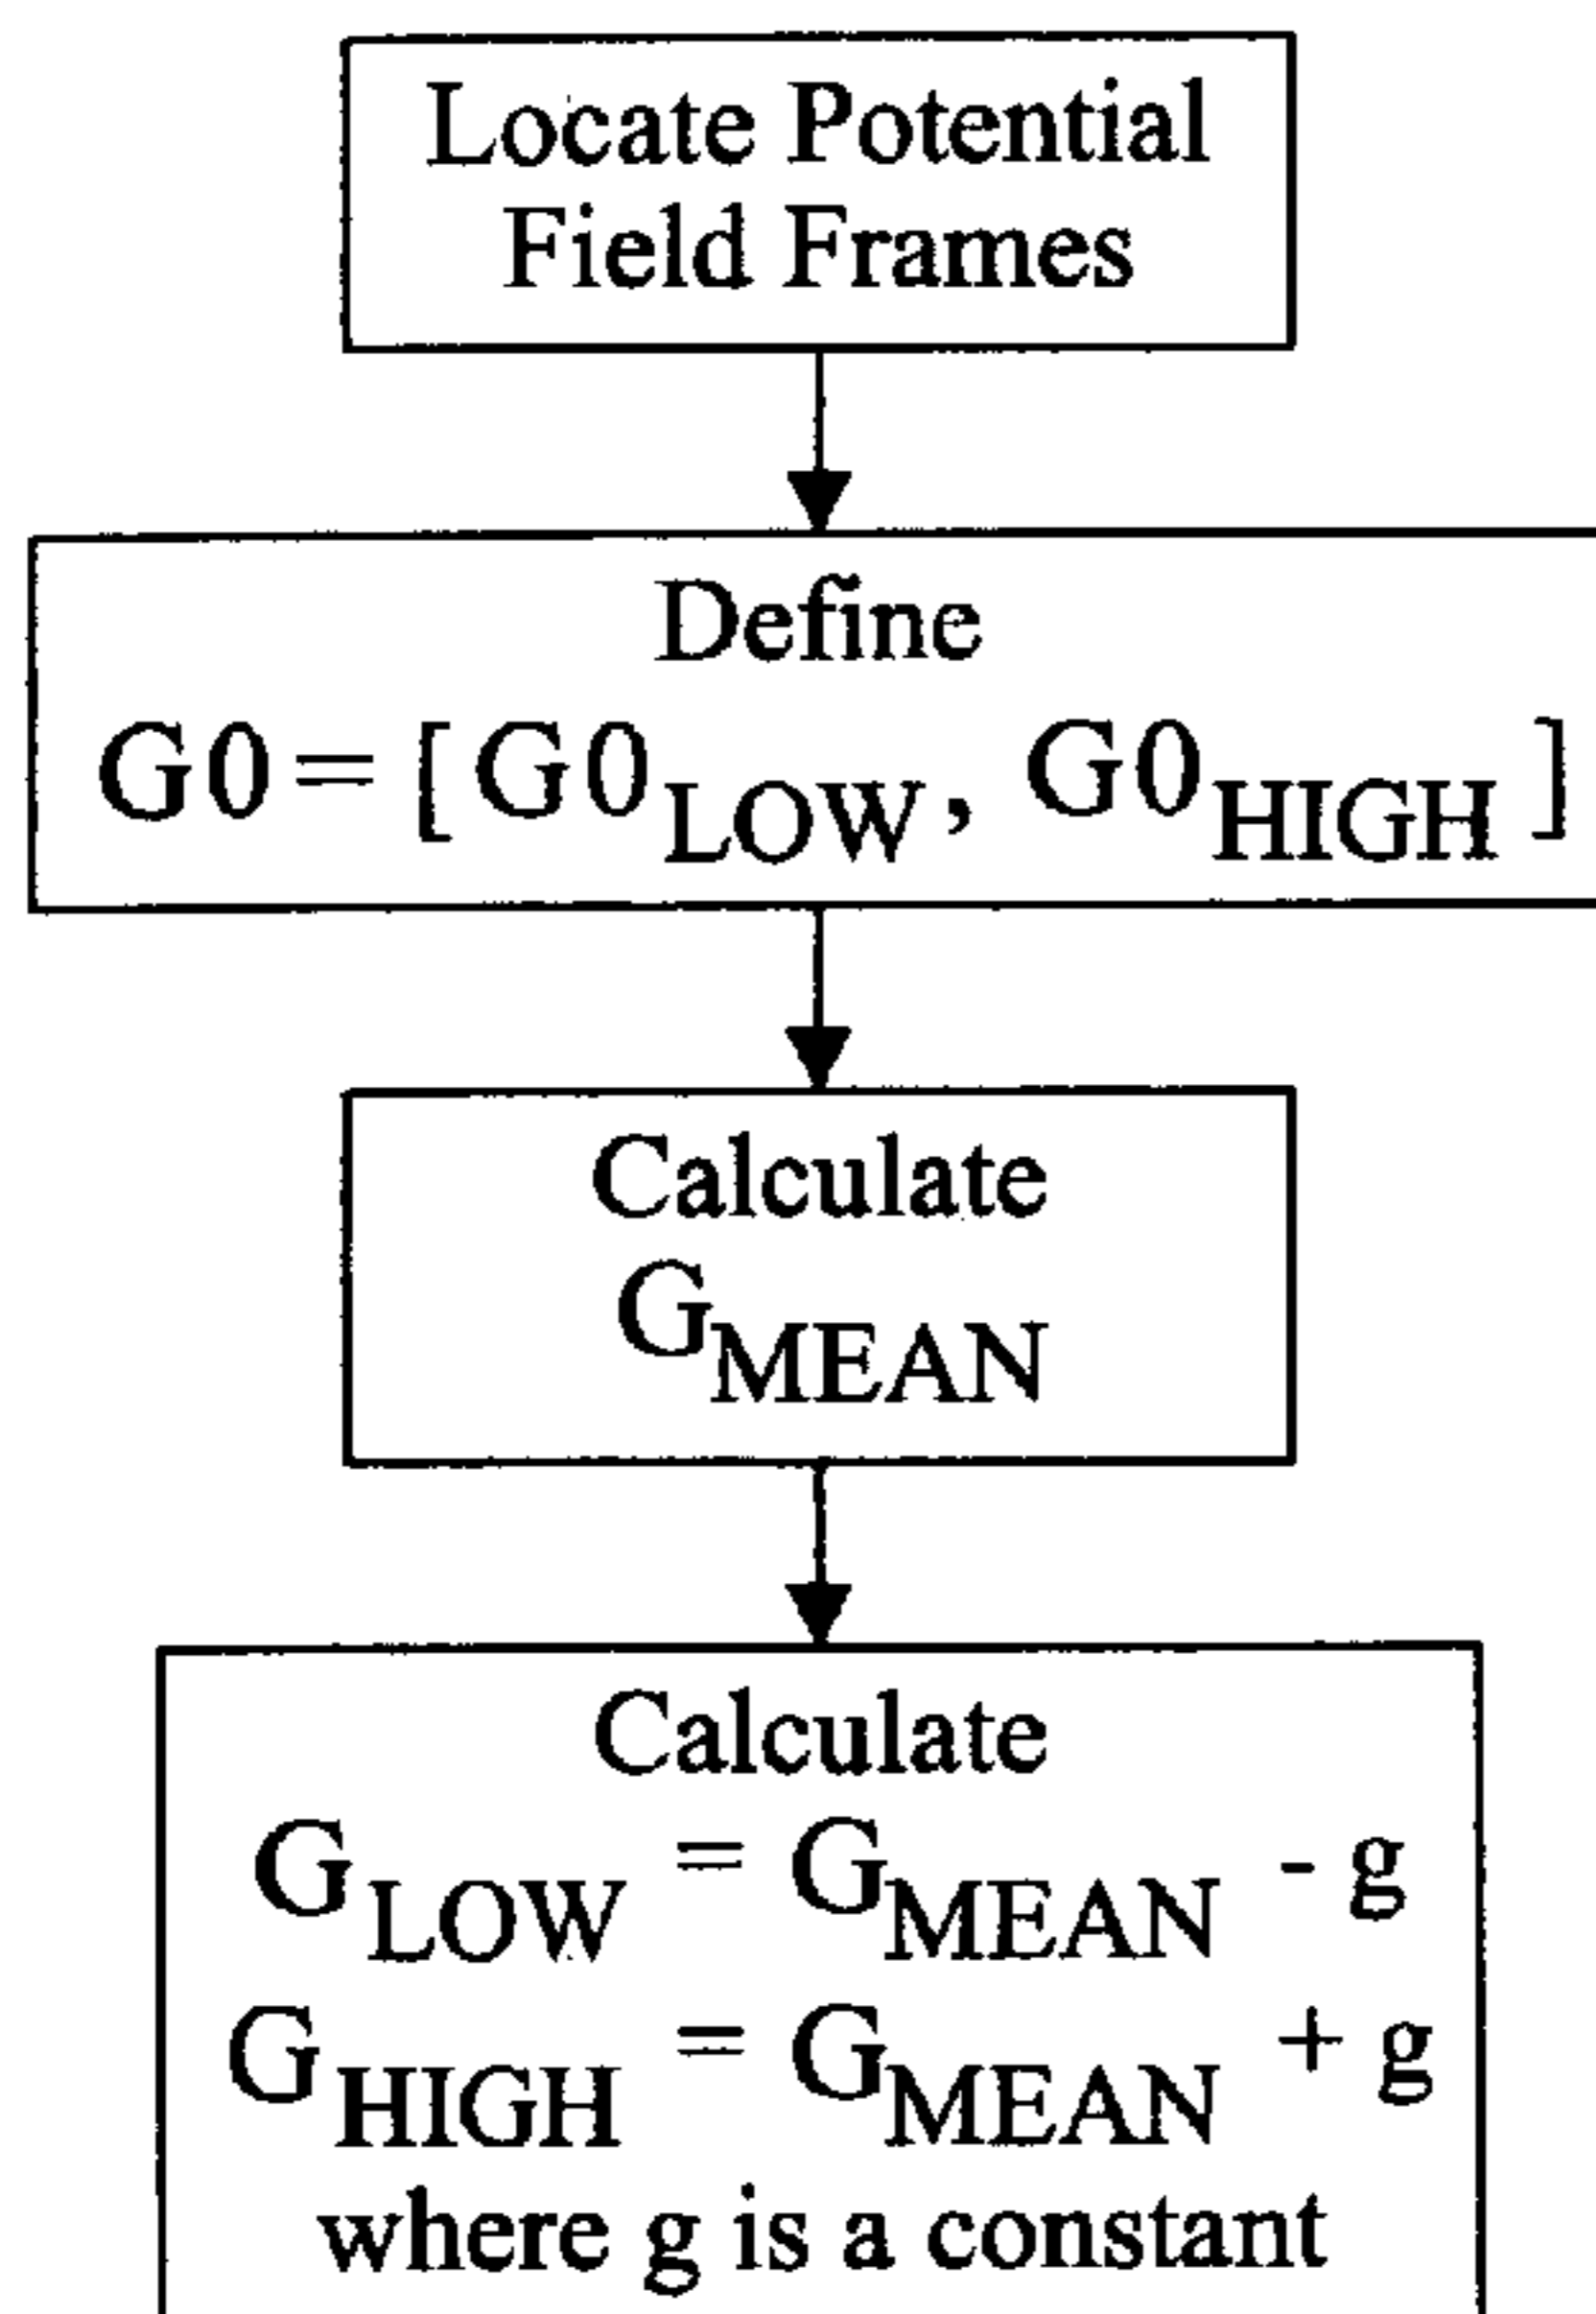 Locate Potential
Field Frames
Define
G0 = [ G0LOW, G0HIGH ]
Calculate
GMEAN
Calculate
GLOW = GMEAN - g
GHIGH = GMEAN + g
where g is a constant